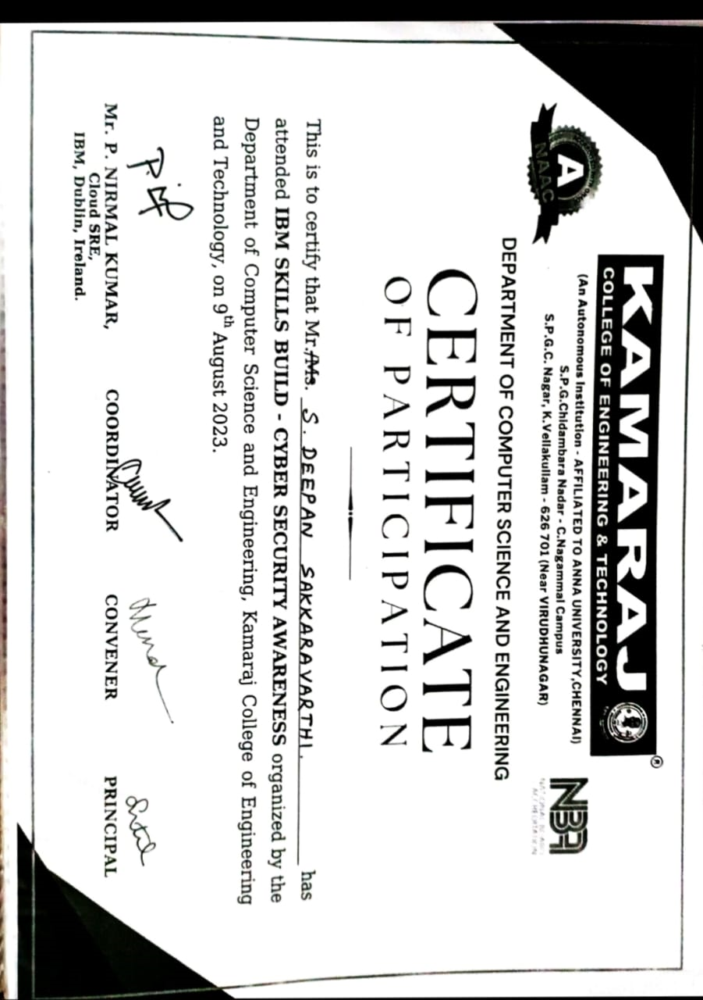 KAMARAJ
COLLEGE OF ENGINEERING & TECHNOLOGY
®
(An Autonomous Institution - AFFILIATED TO ANNA UNIVERSITY,CHENNAI)
S.P.G.Chidambara Nadar - C.Nagammal Campus
S.P.G.C. Nagar, K.Vellakullam - 626 701 (Near VIRUDHUNAGAR)
A
NAAC
NBA
DEPARTMENT OF COMPUTER SCIENCE AND ENGINEERING
CERTIFICATE
OF PARTICIPATION
This is to certify that Mr./Ms. S. DEEPAN SAKKARAVARTHI. has
attended IBM SKILLS BUILD - CYBER SECURITY AWARENESS organized by the
Department of Computer Science and Engineering, Kamaraj College of Engineering
and Technology, on 9th August 2023.
Mr. P. NIRMAL KUMAR, COORDINATOR CONVENER PRINCIPAL
Cloud SRE,
IBM, Dublin, Ireland.